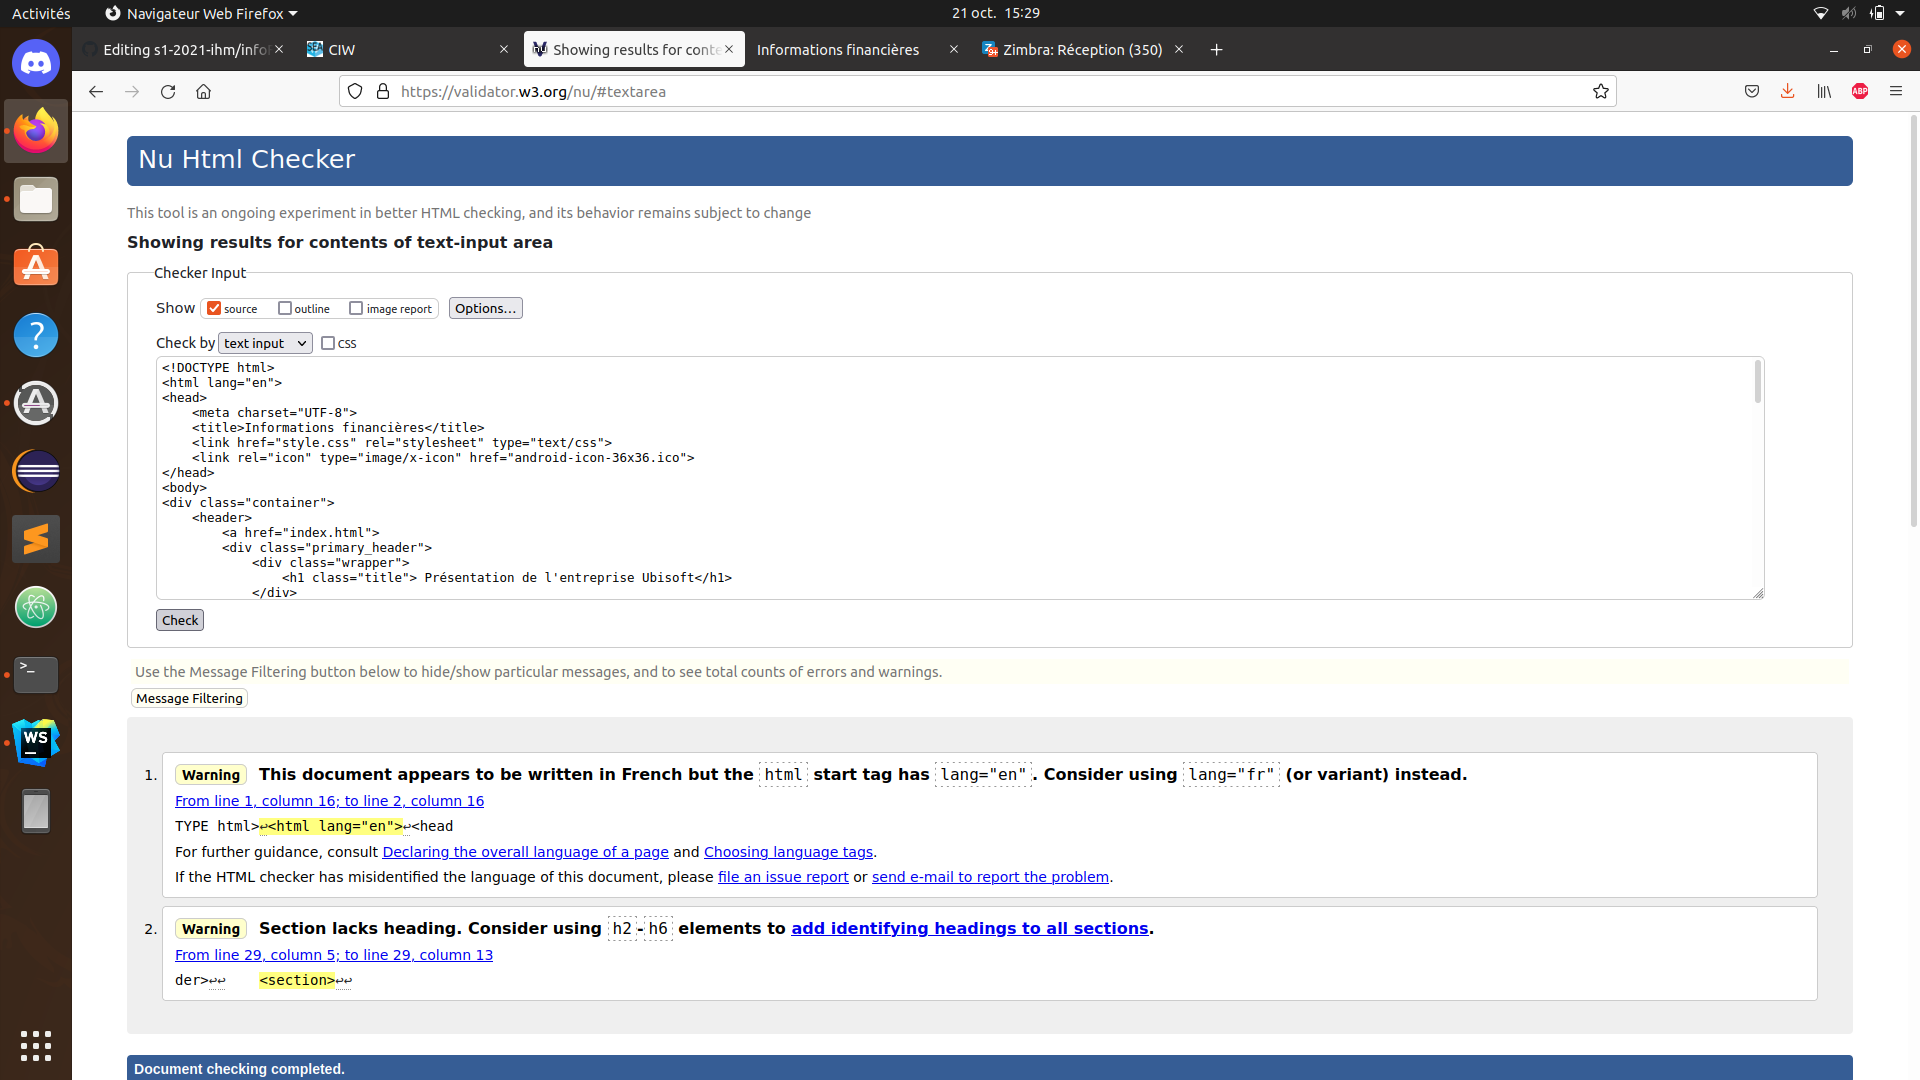 Activités
Navigateur Web Firefox
21 oct. 15:29
Editing s1-2021-ihm/info
CIW
Showing results for conte
Informations financières
Zimbra: Réception (350)
https://validator.w3.org/nu/#textarea
ABP
Nu Html Checker
This tool is an ongoing experiment in better HTML checking, and its behavior remains subject to change
Showing results for contents of text-input area
Checker Input
Show source outline image report Options...
Check by text input css
<!DOCTYPE html>
<html lang="en">
<head>
<meta charset="UTF-8">
<title>Informations financières</title>
<link href="style.css" rel="stylesheet" type="text/css">
<link rel="icon" type="image/x-icon" href="android-icon-36x36.ico">
</head>
<body>
<div class="container">
<header>
<a href="index.html">
<div class="primary_header">
<div class="wrapper">
<h1 class="title"> Présentation de l'entreprise Ubisoft</h1>
</div>
Check
Use the Message Filtering button below to hide/show particular messages, and to see total counts of errors and warnings.
Message Filtering
1. Warning This document appears to be written in French but the html start tag has lang="en". Consider using lang="fr" (or variant) instead.
From line 1, column 16; to line 2, column 16
TYPE html>↩<html lang="en">↩<head
For further guidance, consult Declaring the overall language of a page and Choosing language tags.
If the HTML checker has misidentified the language of this document, please file an issue report or send e-mail to report the problem.
2. Warning Section lacks heading. Consider using h2-h6 elements to add identifying headings to all sections.
From line 29, column 5; to line 29, column 13
der>↩↩ <section>↩↩
Document checking completed.
WS